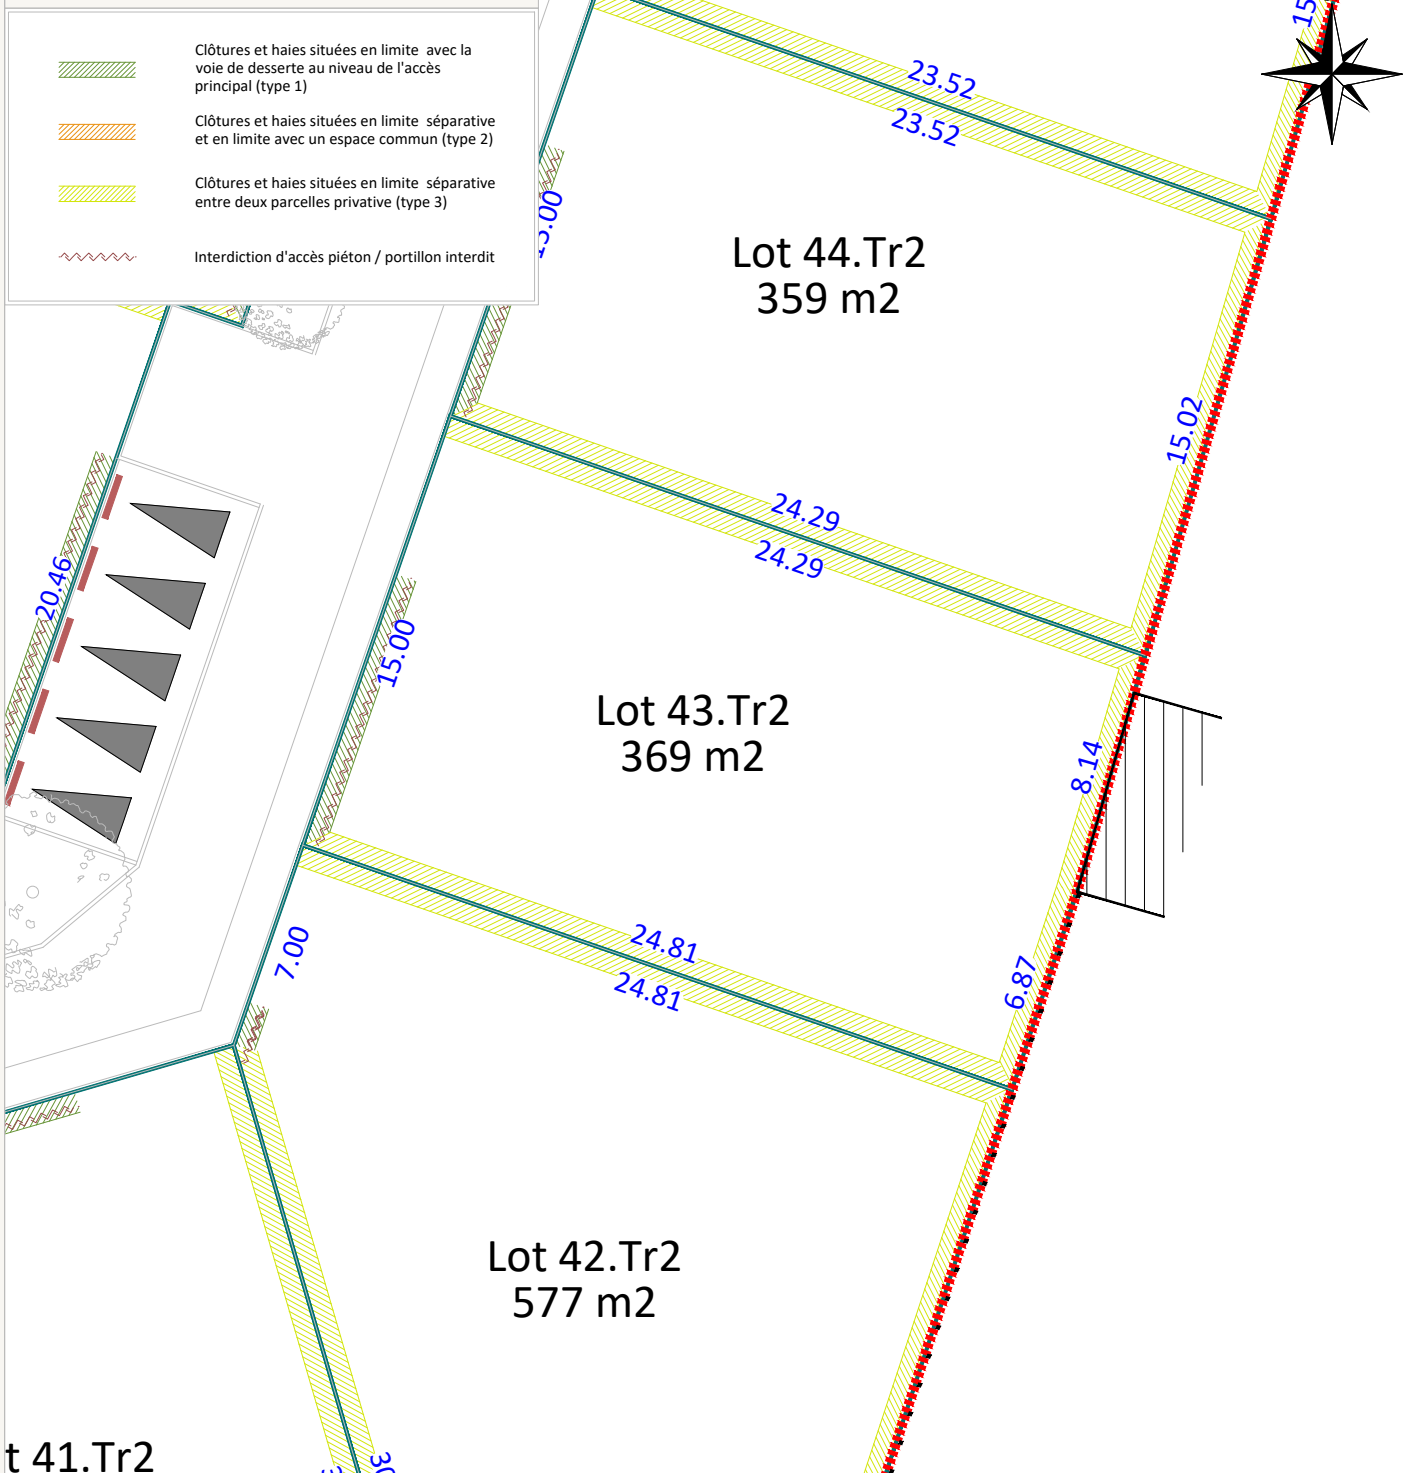 Clôtures et haies situées en limite avec la
voie de desserte au niveau de l'accès
principal (type 1)
Clôtures et haies situées en limite séparative
et en limite avec un espace commun (type 2)
Clôtures et haies situées en limite séparative
entre deux parcelles privative (type 3)
Interdiction d'accès piéton / portillon interdit
23.52
23.52
Lot 44.Tr2
359 m2
15.02
24.29
24.29
20.46
15.00
Lot 43.Tr2
369 m2
8.14
7.00
24.81
24.81
6.87
Lot 42.Tr2
577 m2
t 41.Tr2